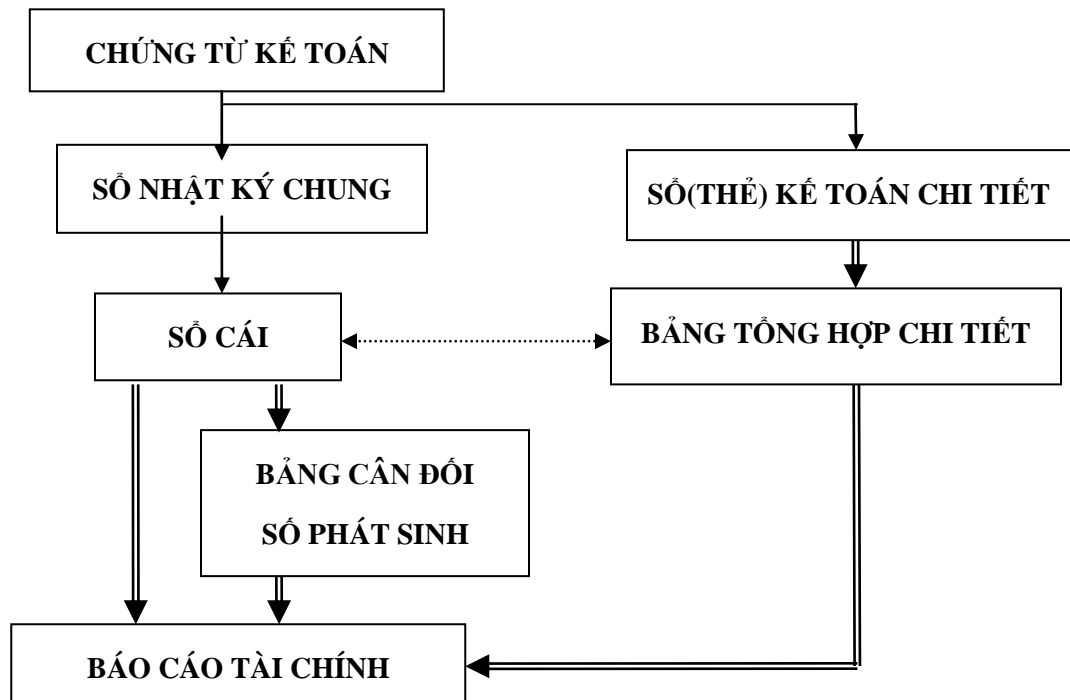 CHỨNG TỪ KẾ TOÁN
SỔ NHẬT KÝ CHUNG
SỔ(THẺ) KẾ TOÁN CHI TIẾT
SỔ CÁI
BẢNG TỔNG HỢP CHI TIẾT
BẢNG CÂN ĐỐI
SỐ PHÁT SINH
BÁO CÁO TÀI CHÍNH